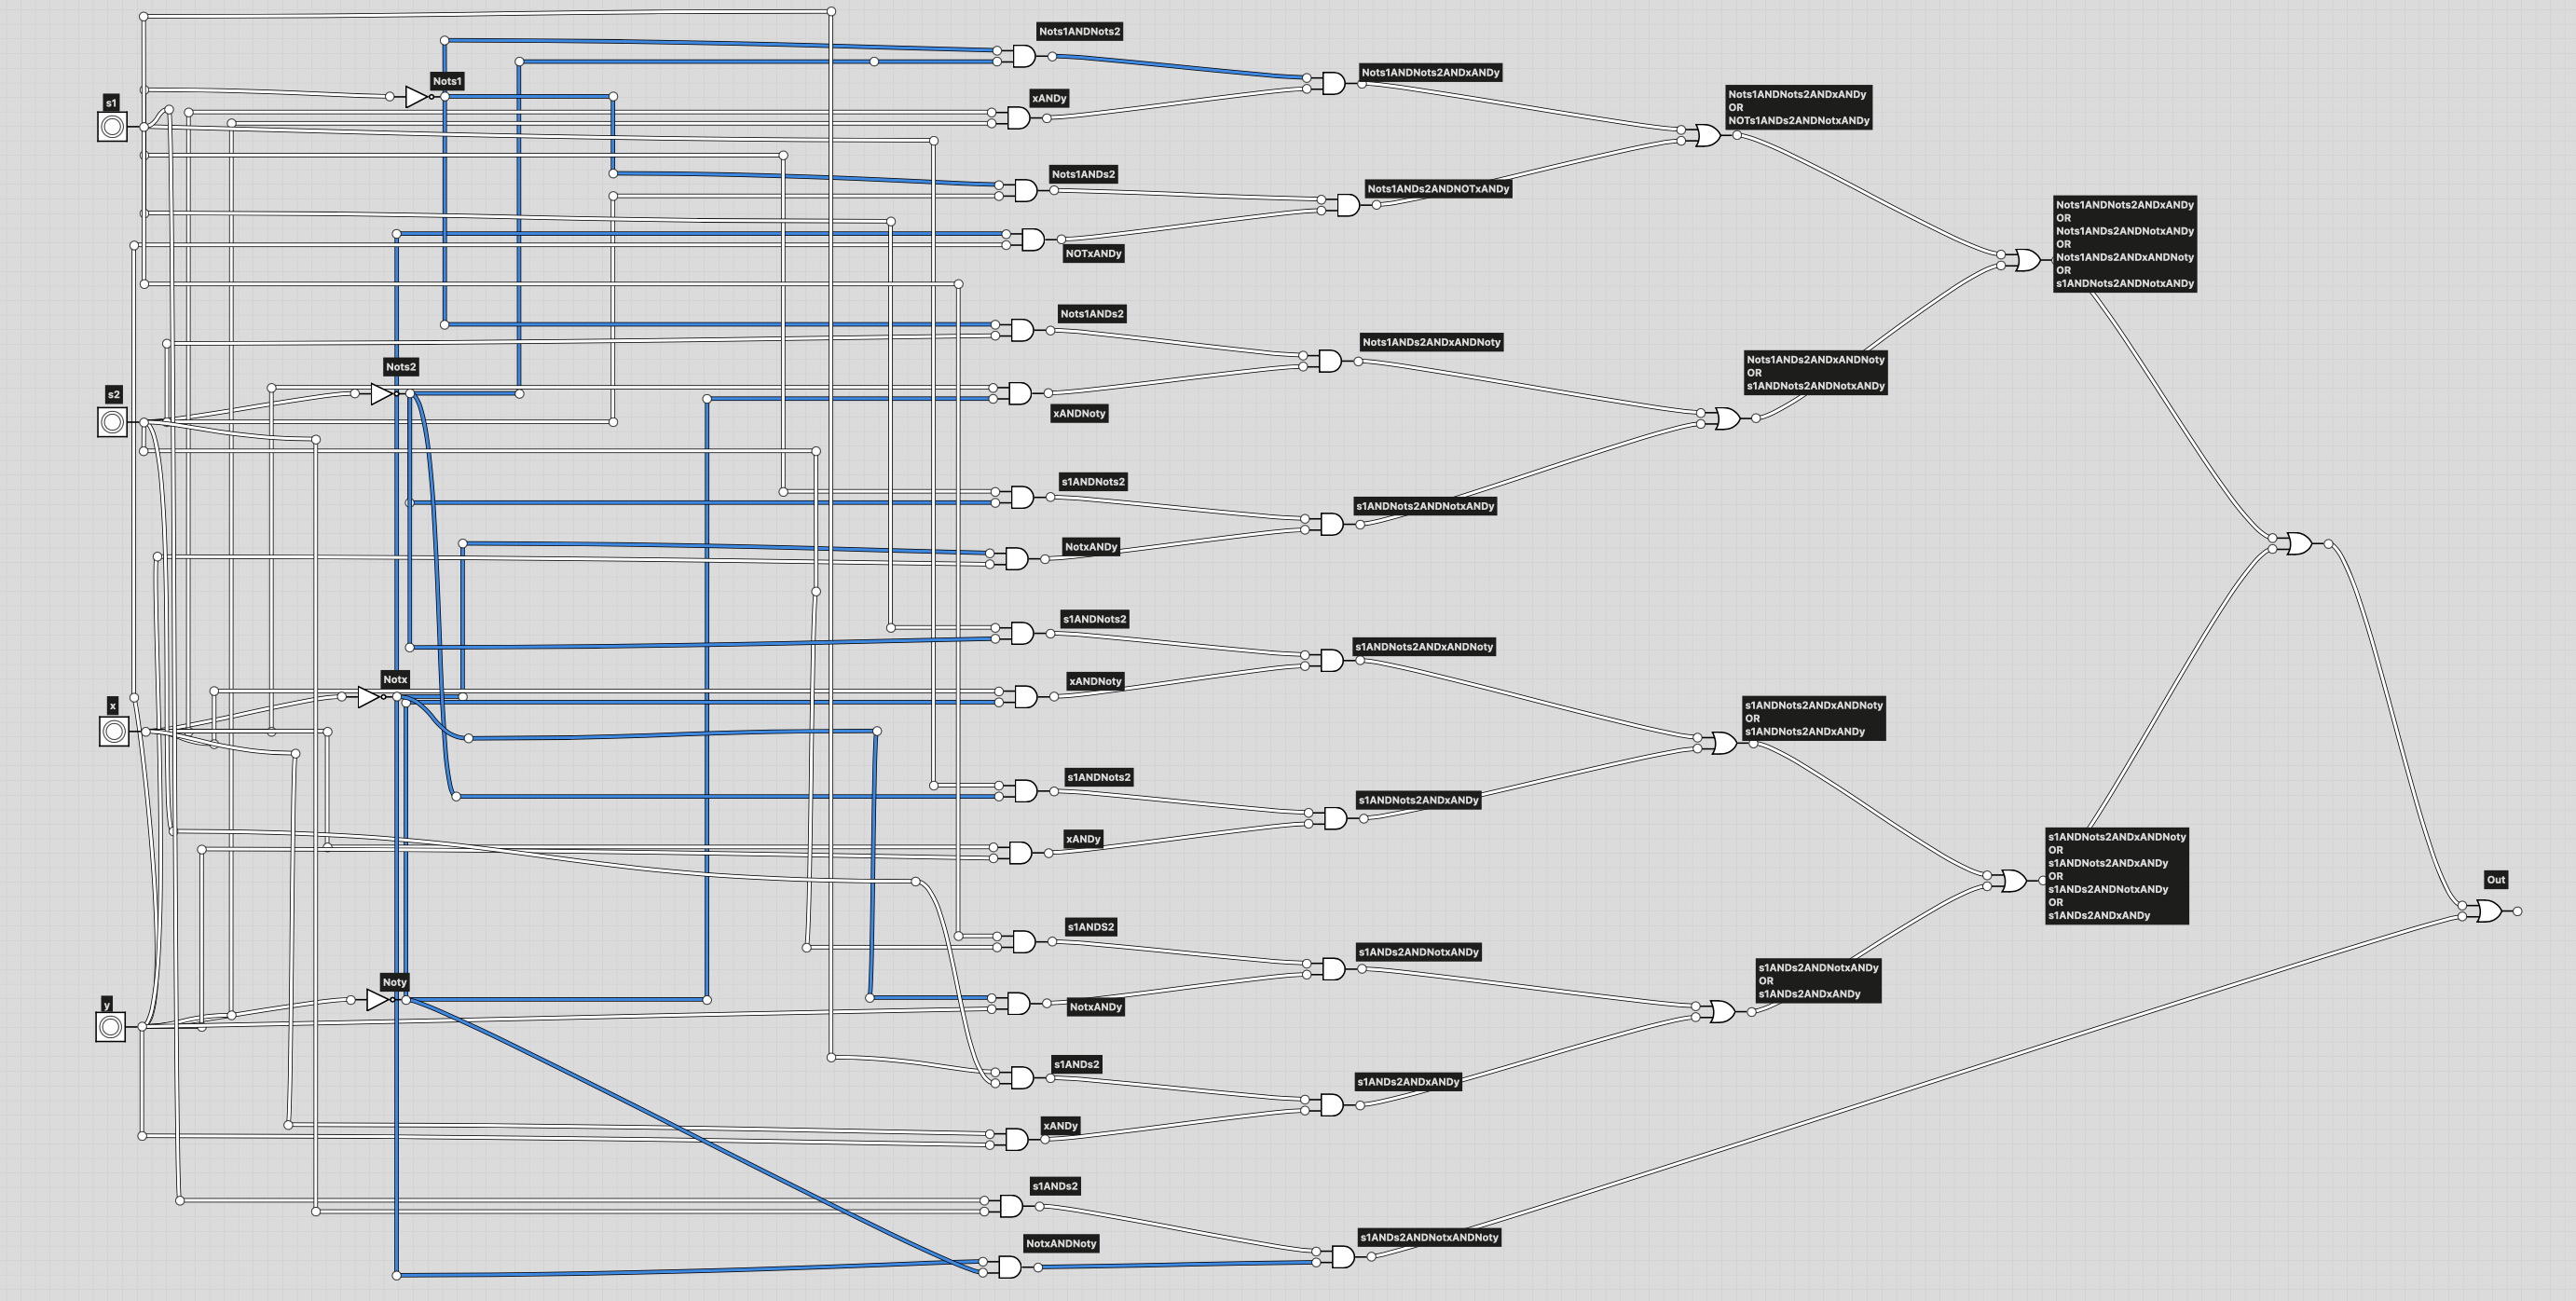 Nots1ANDNots2
Nots1ANDNots2ANDxANDy
Nots1
s1
xANDy
Nots1ANDNots2ANDxANDy
OR
NOTs1ANDs2ANDNotxANDy
Nots1ANDs2
Nots1ANDs2ANDNOTxANDy
NOTxANDy
Nots1ANDNots2ANDxANDy
OR
Nots1ANDs2ANDNotxANDy
OR
Nots1ANDs2ANDxANDNoty
OR
s1ANDNots2ANDNotxANDy
Nots1ANDs2
Nots1ANDs2ANDxANDNoty
Nots2
s2
Nots1ANDs2ANDxANDNoty
OR
s1ANDNots2ANDNotxANDy
xANDNoty
s1ANDNots2
s1ANDNots2ANDNotxANDy
NotxANDy
s1ANDNots2
s1ANDNots2ANDxANDNoty
Notx
xANDNoty
x
s1ANDNots2ANDxANDNoty
OR
s1ANDNots2ANDxANDy
s1ANDNots2
s1ANDNots2ANDxANDy
xANDy
s1ANDNots2ANDxANDNoty
OR
s1ANDNots2ANDxANDy
OR
s1ANDs2ANDNotxANDy
OR
s1ANDs2ANDxANDy
Out
s1ANDS2
s1ANDs2ANDNotxANDy
Noty
y
NotxANDy
s1ANDs2ANDNotxANDy
OR
s1ANDs2ANDxANDy
s1ANDs2
s1ANDs2ANDxANDy
xANDy
s1ANDs2
s1ANDs2ANDNotxANDNoty
NotxANDNoty